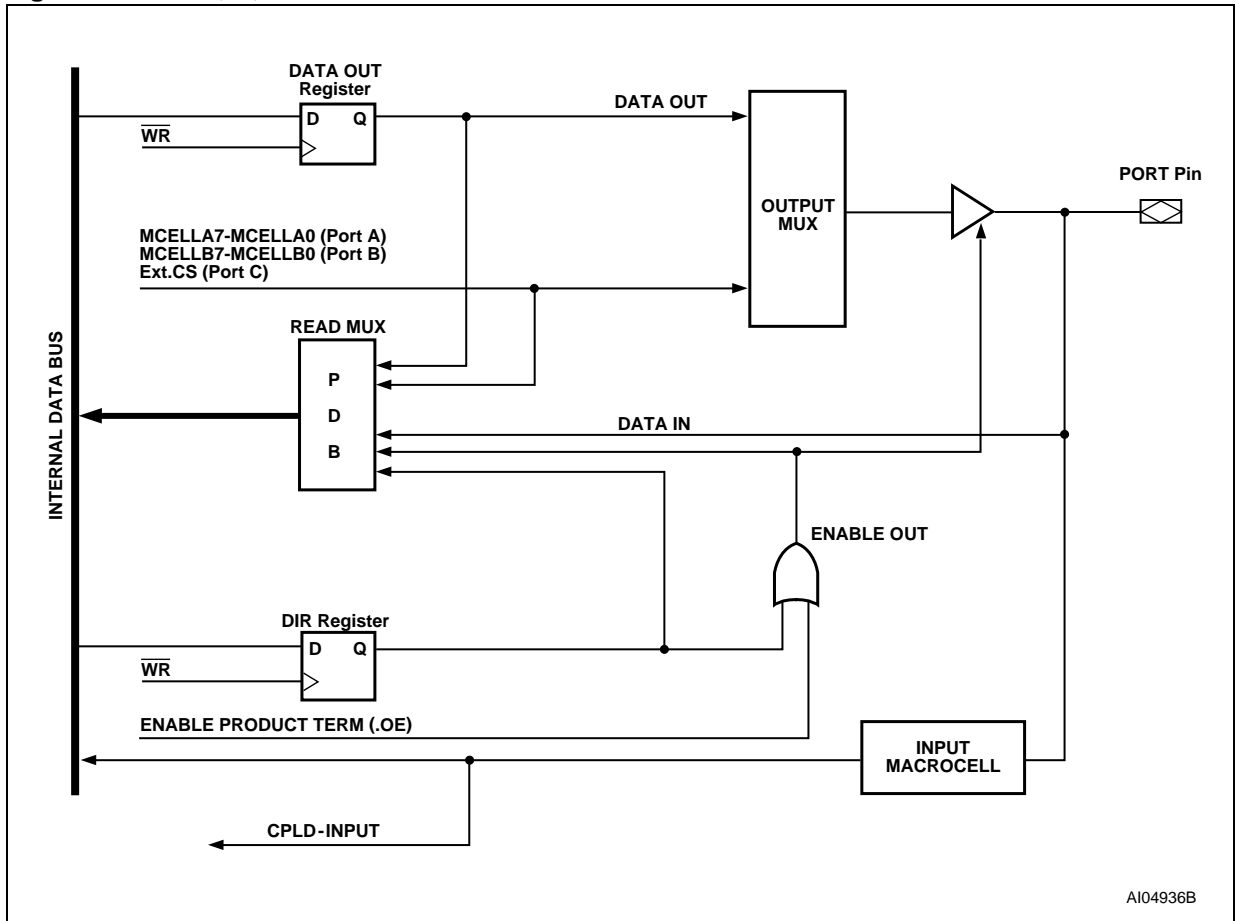 DATA OUT
Register
D Q
WR
DATA OUT
PORT Pin
OUTPUT
MUX
MCELLA7-MCELLA0 (Port A)
MCELLB7-MCELLB0 (Port B)
Ext.CS (Port C)
READ MUX
P
D
B
DATA IN
INTERNAL DATA BUS
ENABLE OUT
DIR Register
D Q
WR
ENABLE PRODUCT TERM (.OE)
INPUT
MACROCELL
CPLD-INPUT
AI04936B